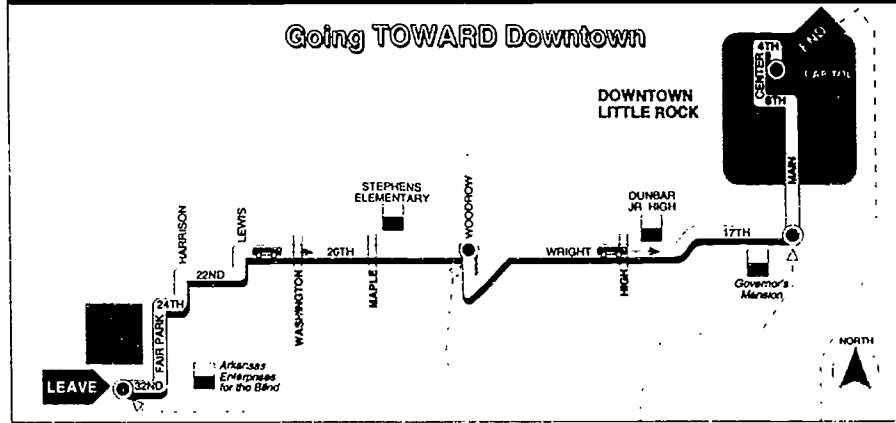 Going TOWARD Downtown
END
4TH
CENTER
CAPITOL
6TH
DOWNTOWN
LITTLE ROCK
MAIN
STEPHENS
ELEMENTARY
WOODROW
DUNBAR
JR HIGH
HARRISON
LEWIS
20TH
WRIGHT
17TH
22ND
WASHINGTON
MAPLE
HIGH
Governor's
Mansion
24TH
FAIR PARK
NORTH
LEAVE
32ND
Arkansas
Enterprises
for the Blind